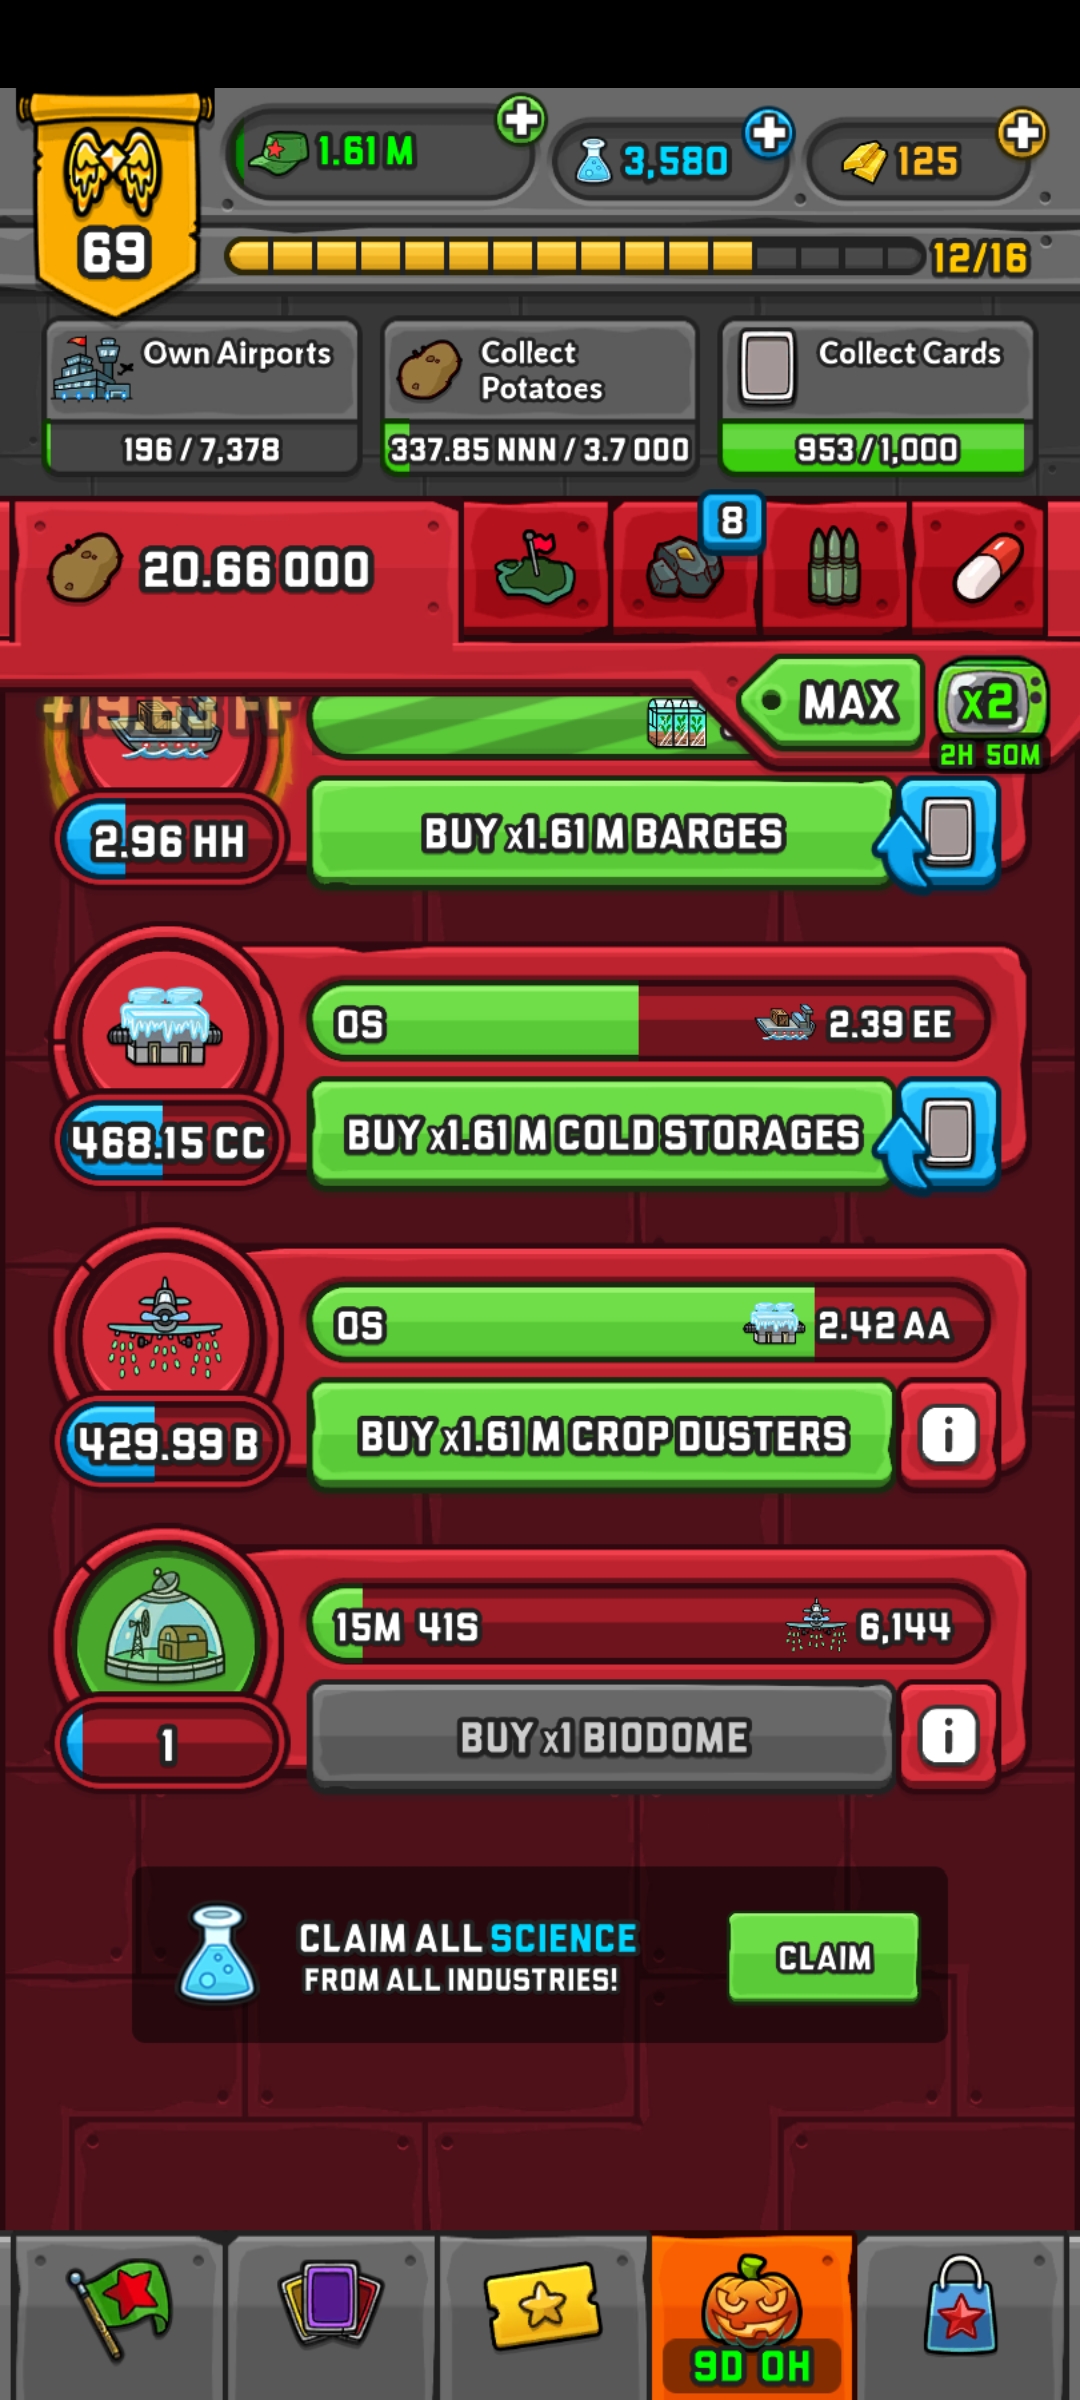 1.61 M
3,580
125
69
12/16
Own Airports
196 / 7,378
Collect
Potatoes
337.85 NNN / 3.7 OOO
Collect Cards
953 / 1,000
20.66 OOO
8
MAX
x2
2H 50M
2.96 HH
BUY x1.61 M BARGES
0S
2.39 EE
468.15 CC
BUY x1.61 M COLD STORAGES
0S
2.42 AA
429.99 B
BUY x1.61 M CROP DUSTERS
i
15M 41S
6,144
1
BUY x1 BIODOME
i
CLAIM ALL SCIENCE
FROM ALL INDUSTRIES!
CLAIM
9D 0H